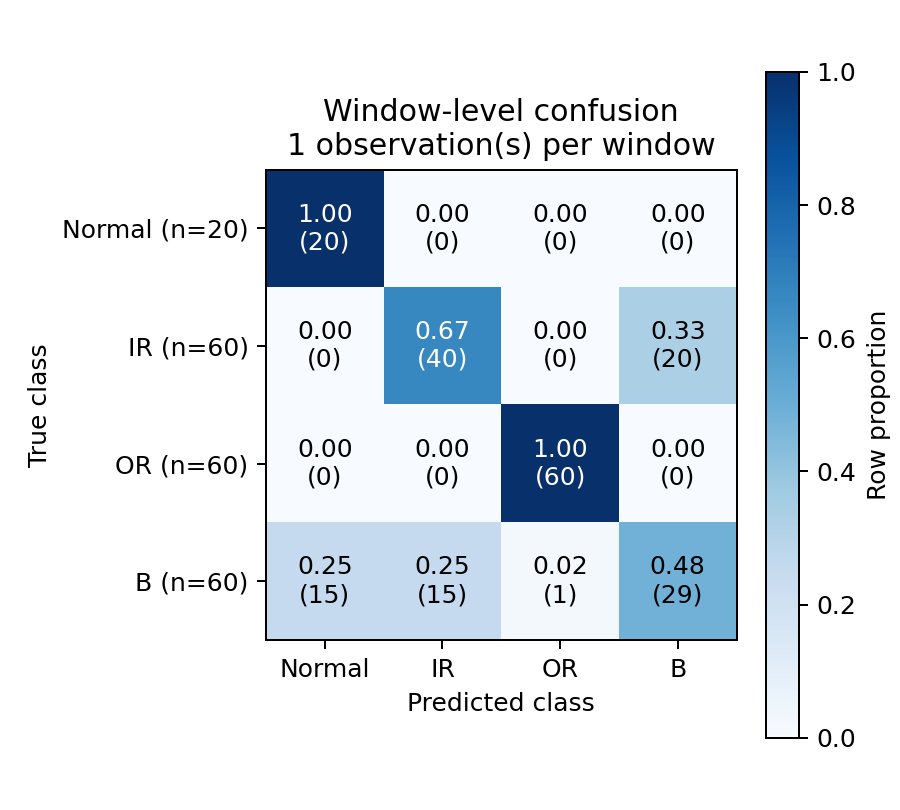 Window-level confusion
1 observation(s) per window
True class
Normal (n=20)
1.00 0.00 0.00 0.00
(20) (0) (0) (0)
IR (n=60)
0.00 0.67 0.00 0.33
(0) (40) (0) (20)
OR (n=60)
0.00 0.00 1.00 0.00
(0) (0) (60) (0)
B (n=60)
0.25 0.25 0.02 0.48
(15) (15) (1) (29)
Normal IR OR B
Predicted class
1.0
0.8
0.6
0.4
0.2
0.0
Row proportion